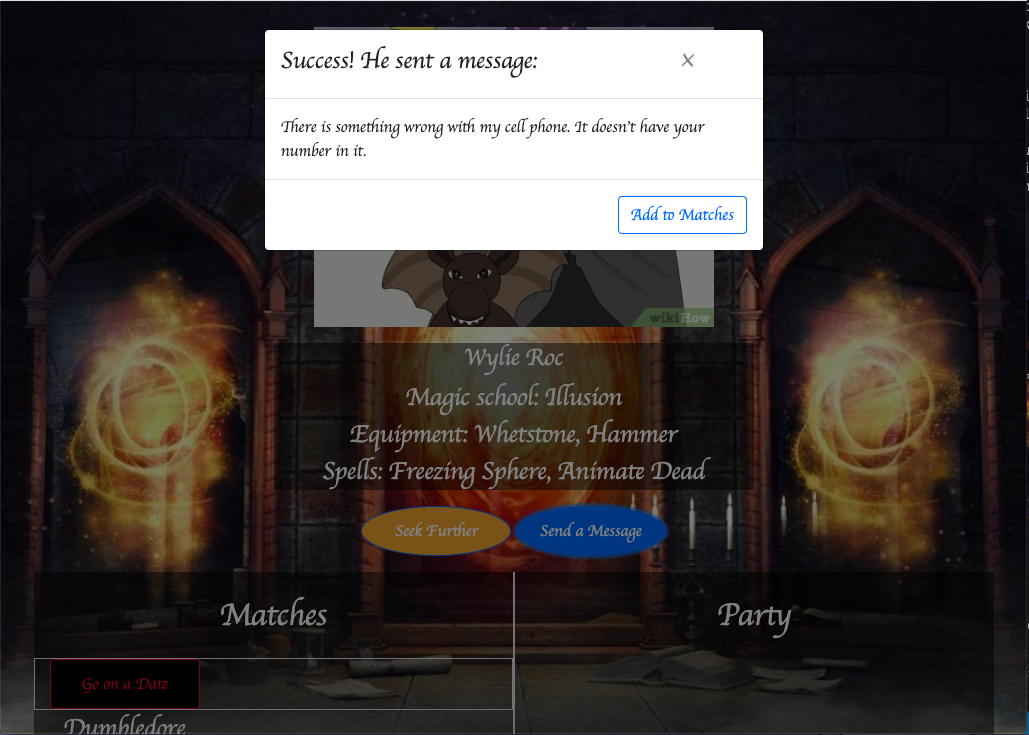 Success! He sent a message:
×
There is something wrong with my cell phone. It doesn't have your
number in it.
Add to Matches
wikiHow
Wylie Roc
Magic school: Illusion
Equipment: Whetstone, Hammer
Spells: Freezing Sphere, Animate Dead
Seek Further
Send a Message
Matches
Party
Go on a Date
Dumbledore